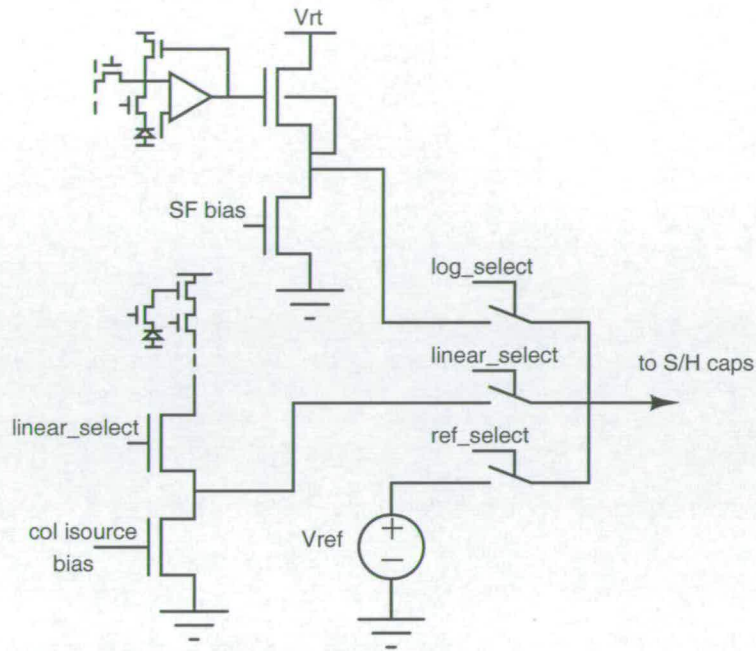 Vrt
SF bias
log_select
linear_select
to S/H caps
linear_select
ref_select
col isource
bias
Vref
+
−